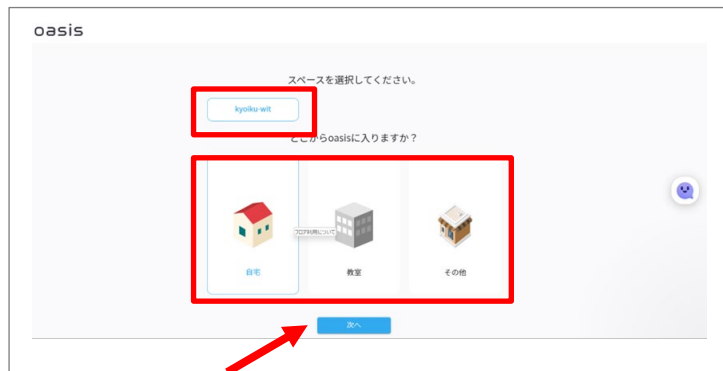 oasis
スペースを選択してください。
kyoiku-wit
どこからoasisに入りますか？
フロア利用について
自宅
教室
その他
次へ